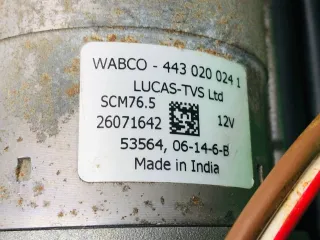 WABCO - 443 020 024 1
LUCAS-TVS Ltd
SCM76.5
26071642 12V
53564, 06-14-6-B
Made in India